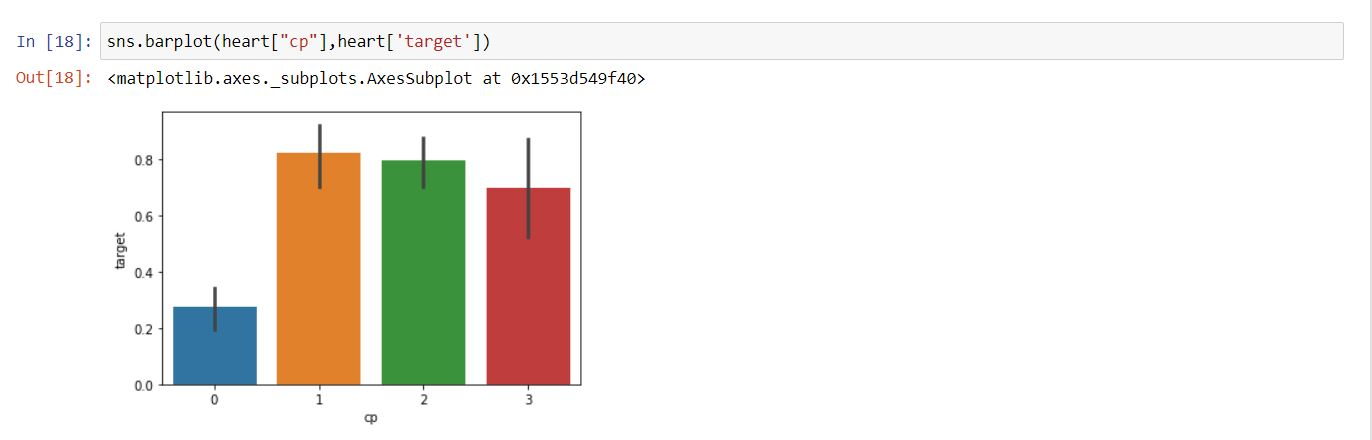 In [18]: sns.barplot(heart["cp"],heart['target'])
Out[18]: <matplotlib.axes._subplots.AxesSubplot at 0x1553d549f40>
0.8
0.6
0.4
0.2
0.0
target
0 1 2 3
cp